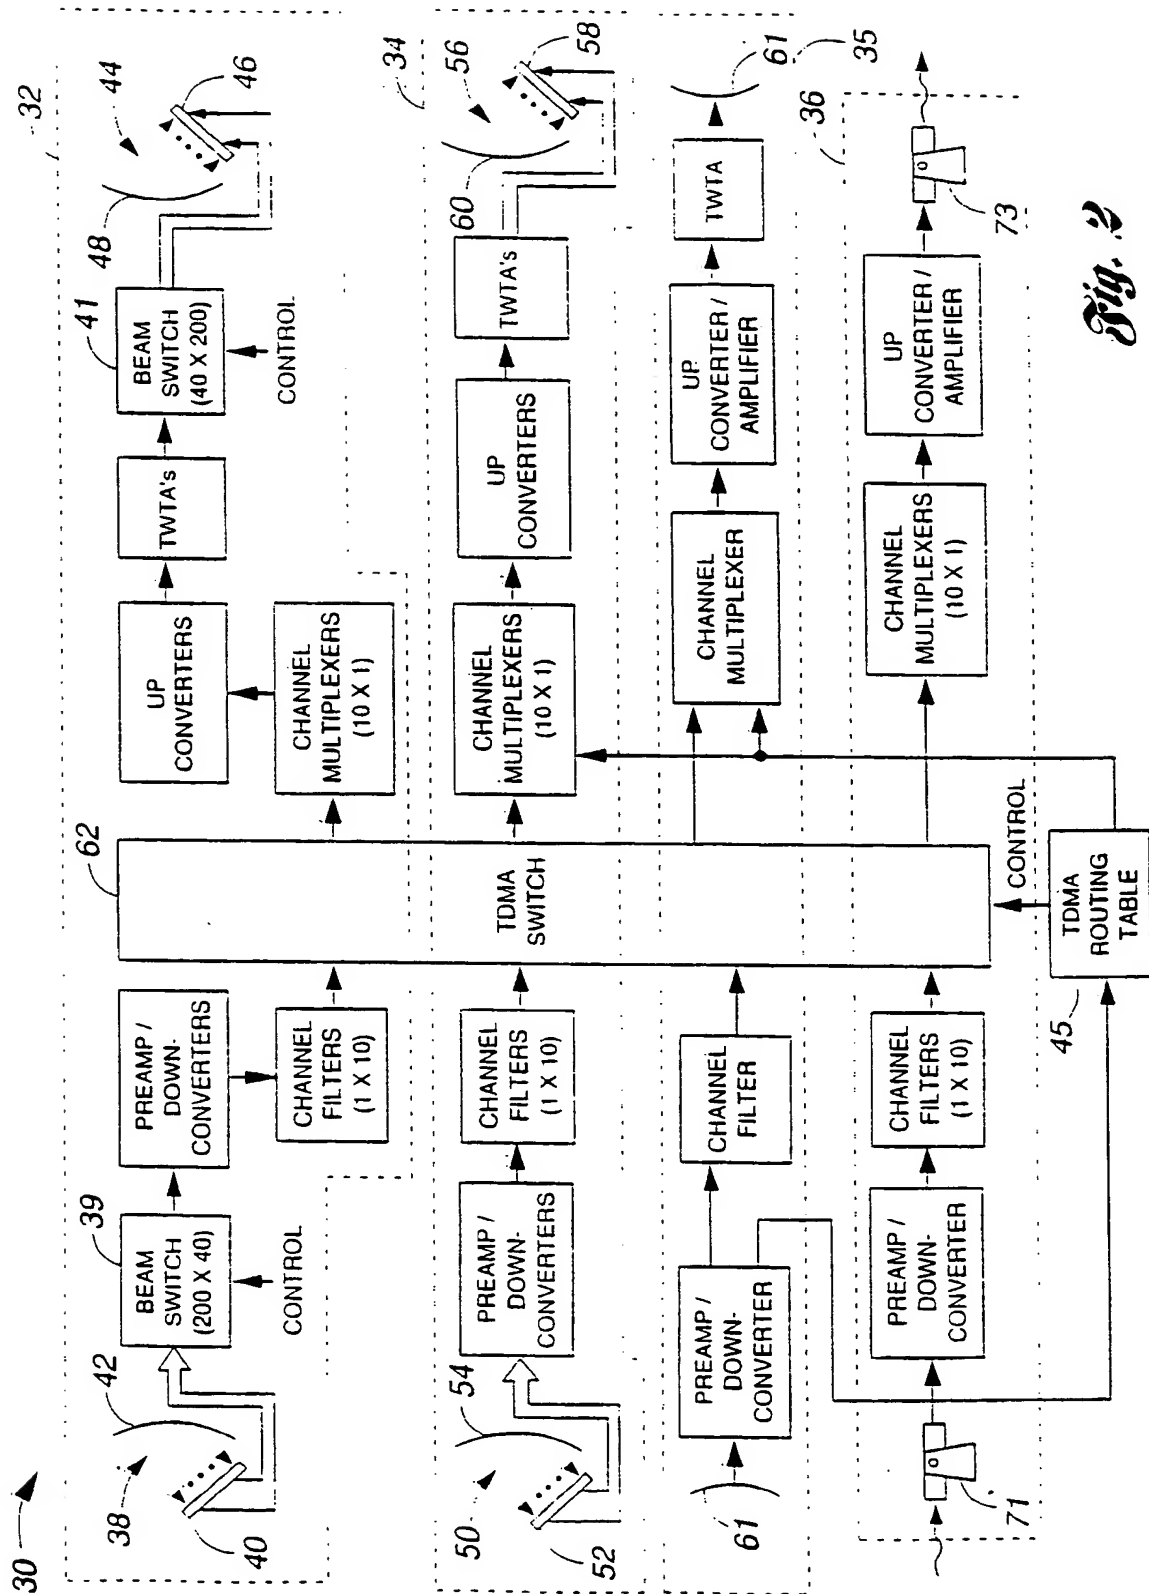 30
32
38
42
40
39
BEAM
SWITCH
(200 X 40)
CONTROL
PREAMP /
DOWN-
CONVERTERS
CHANNEL
FILTERS
(1 X 10)
62
TDMA
SWITCH
CHANNEL
MULTIPLEXERS
(10 X 1)
UP
CONVERTERS
TWTA's
41
BEAM
SWITCH
(40 X 200)
CONTROL
48
44
46
34
50
54
52
PREAMP /
DOWN-
CONVERTERS
CHANNEL
FILTERS
(1 X 10)
CHANNEL
MULTIPLEXERS
(10 X 1)
UP
CONVERTERS
TWTA's
60
56
58
61
PREAMP /
DOWN-
CONVERTER
CHANNEL
FILTER
CHANNEL
MULTIPLEXER
UP
CONVERTER /
AMPLIFIER
TWTA
61
35
36
71
PREAMP /
DOWN-
CONVERTER
CHANNEL
FILTERS
(1 X 10)
CHANNEL
MULTIPLEXERS
(10 X 1)
UP
CONVERTER /
AMPLIFIER
73
CONTROL
45
TDMA
ROUTING
TABLE
Fig. 2